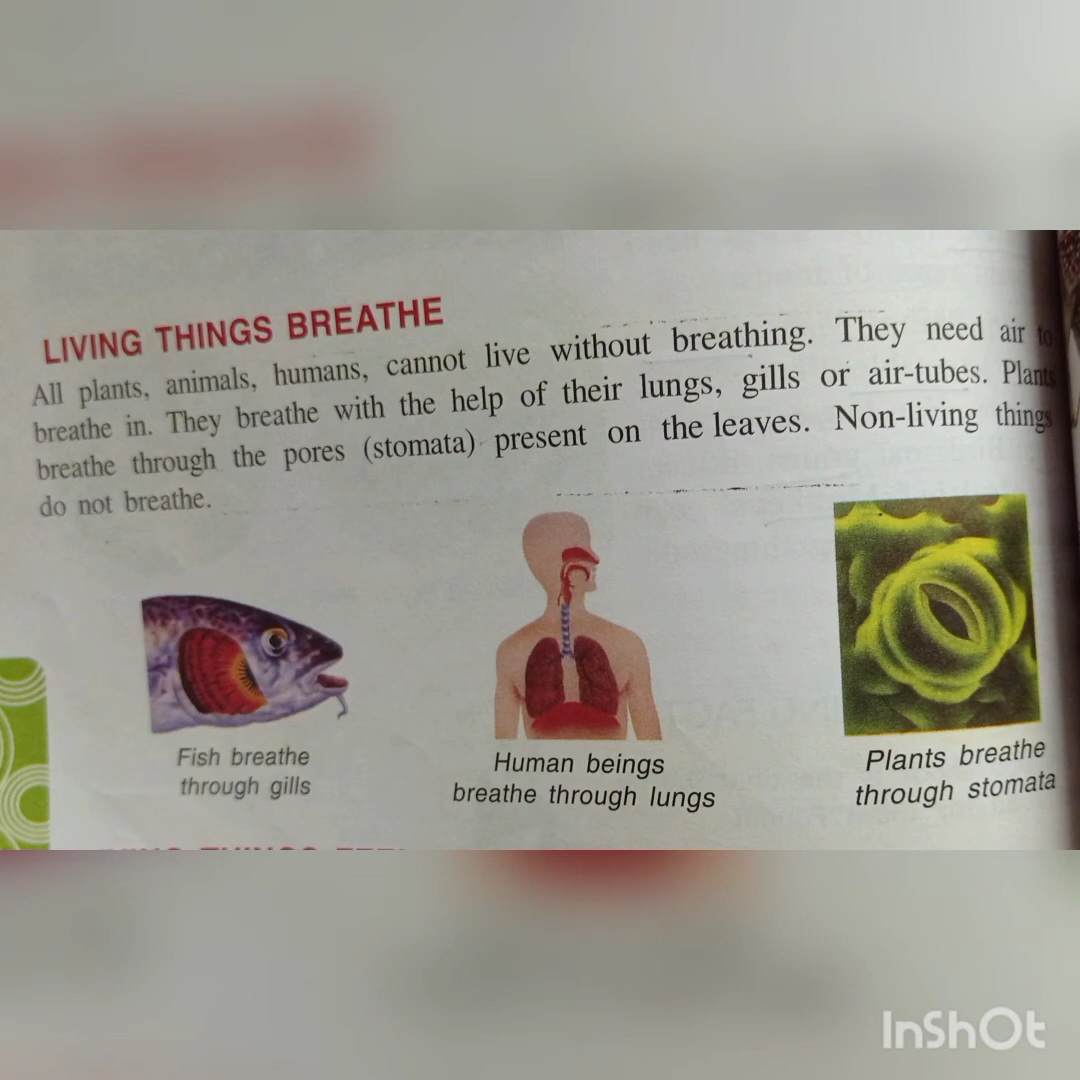 LIVING THINGS BREATHE
All plants, animals, humans, cannot live without breathing. They need air to
breathe in. They breathe with the help of their lungs, gills or air-tubes. Plants
breathe through the pores (stomata) present on the leaves. Non-living things
do not breathe.
Fish breathe
through gills
Human beings
breathe through lungs
Plants breathe
through stomata
InShOt